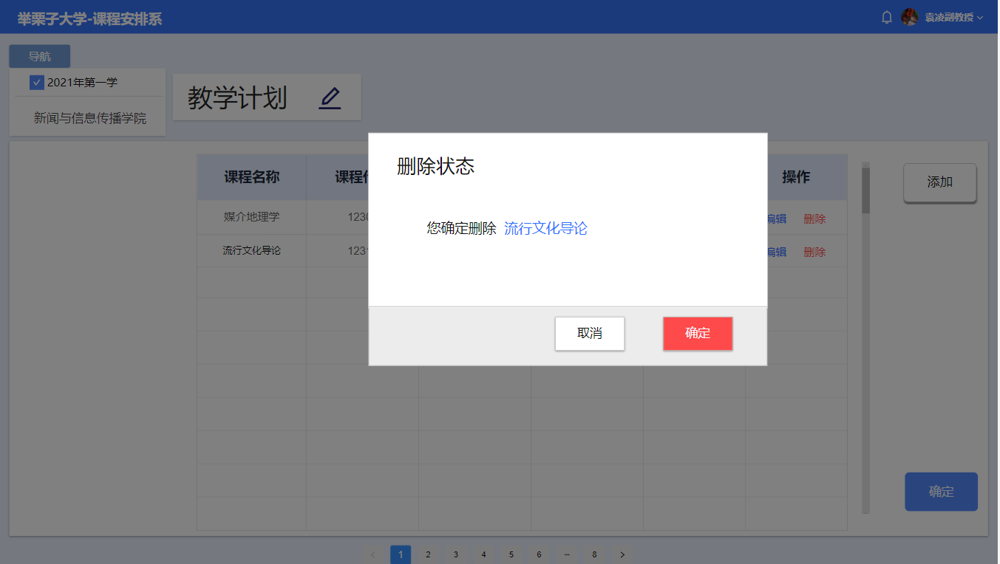 举栗子大学-课程安排系
袁凌副教授
导航
2021年第一学
新闻与信息传播学院
教学计划
课程名称 课程 操作
媒介地理学 123 编辑 删除
流行文化导论 123 编辑 删除
添加
删除状态
您确定删除 流行文化导论
取消 确定
确定
< 1 2 3 4 5 6 ··· 8 >